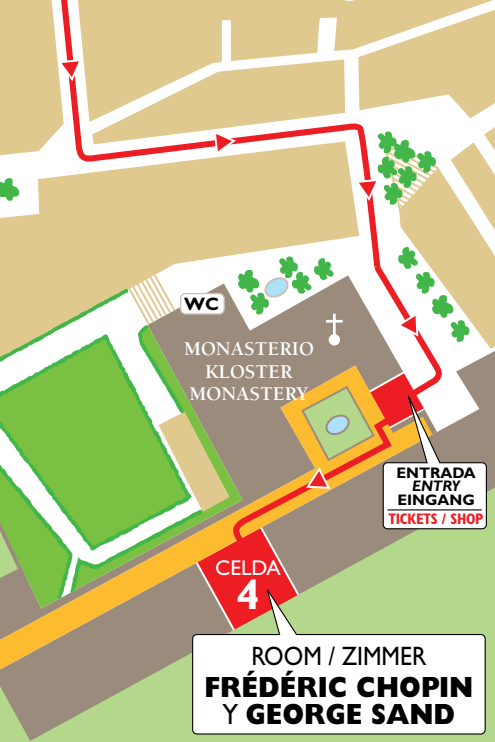 WC
MONASTERIO
KLOSTER
MONASTERY
ENTRADA
ENTRY
EINGANG
TICKETS / SHOP
CELDA
4
ROOM / ZIMMER
FRÉDÉRIC CHOPIN
Y GEORGE SAND